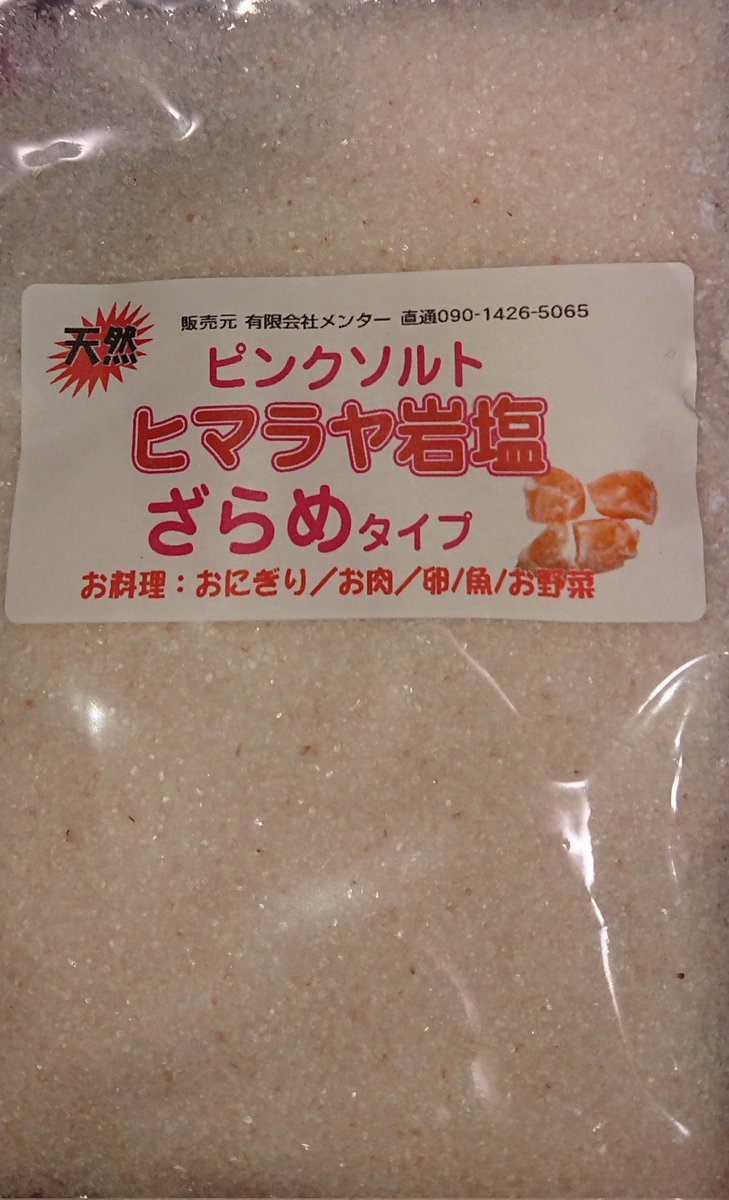 天然
販売元 有限会社メンター 直通090-1426-5065
ピンクソルト
ヒマラヤ岩塩
ざらめタイプ
お料理：おにぎり／お肉／卵/魚/お野菜